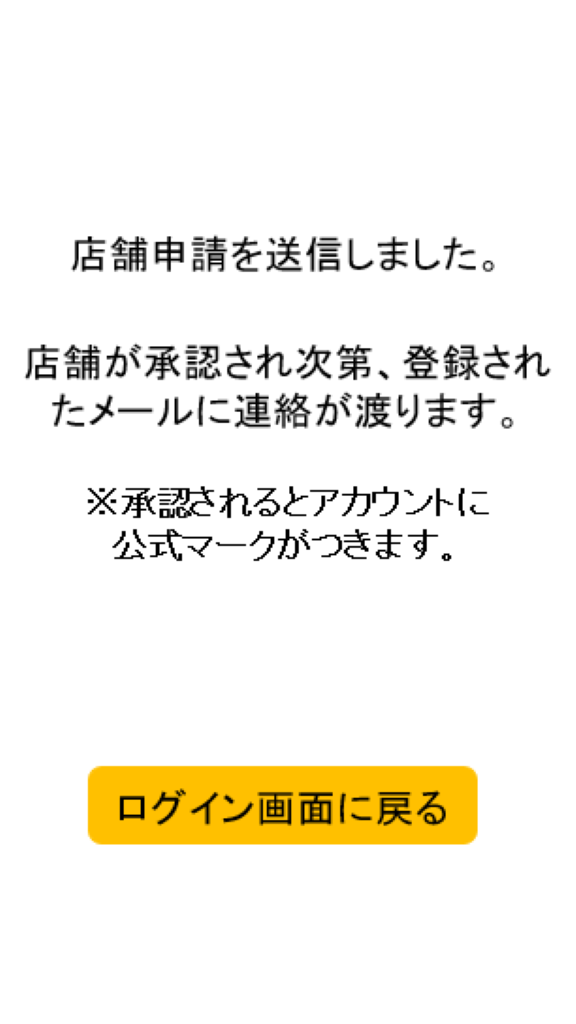 店舗申請を送信しました。
店舗が承認され次第、登録され
たメールに連絡が渡ります。
※承認されるとアカウントに
公式マークがつきます。
ログイン画面に戻る